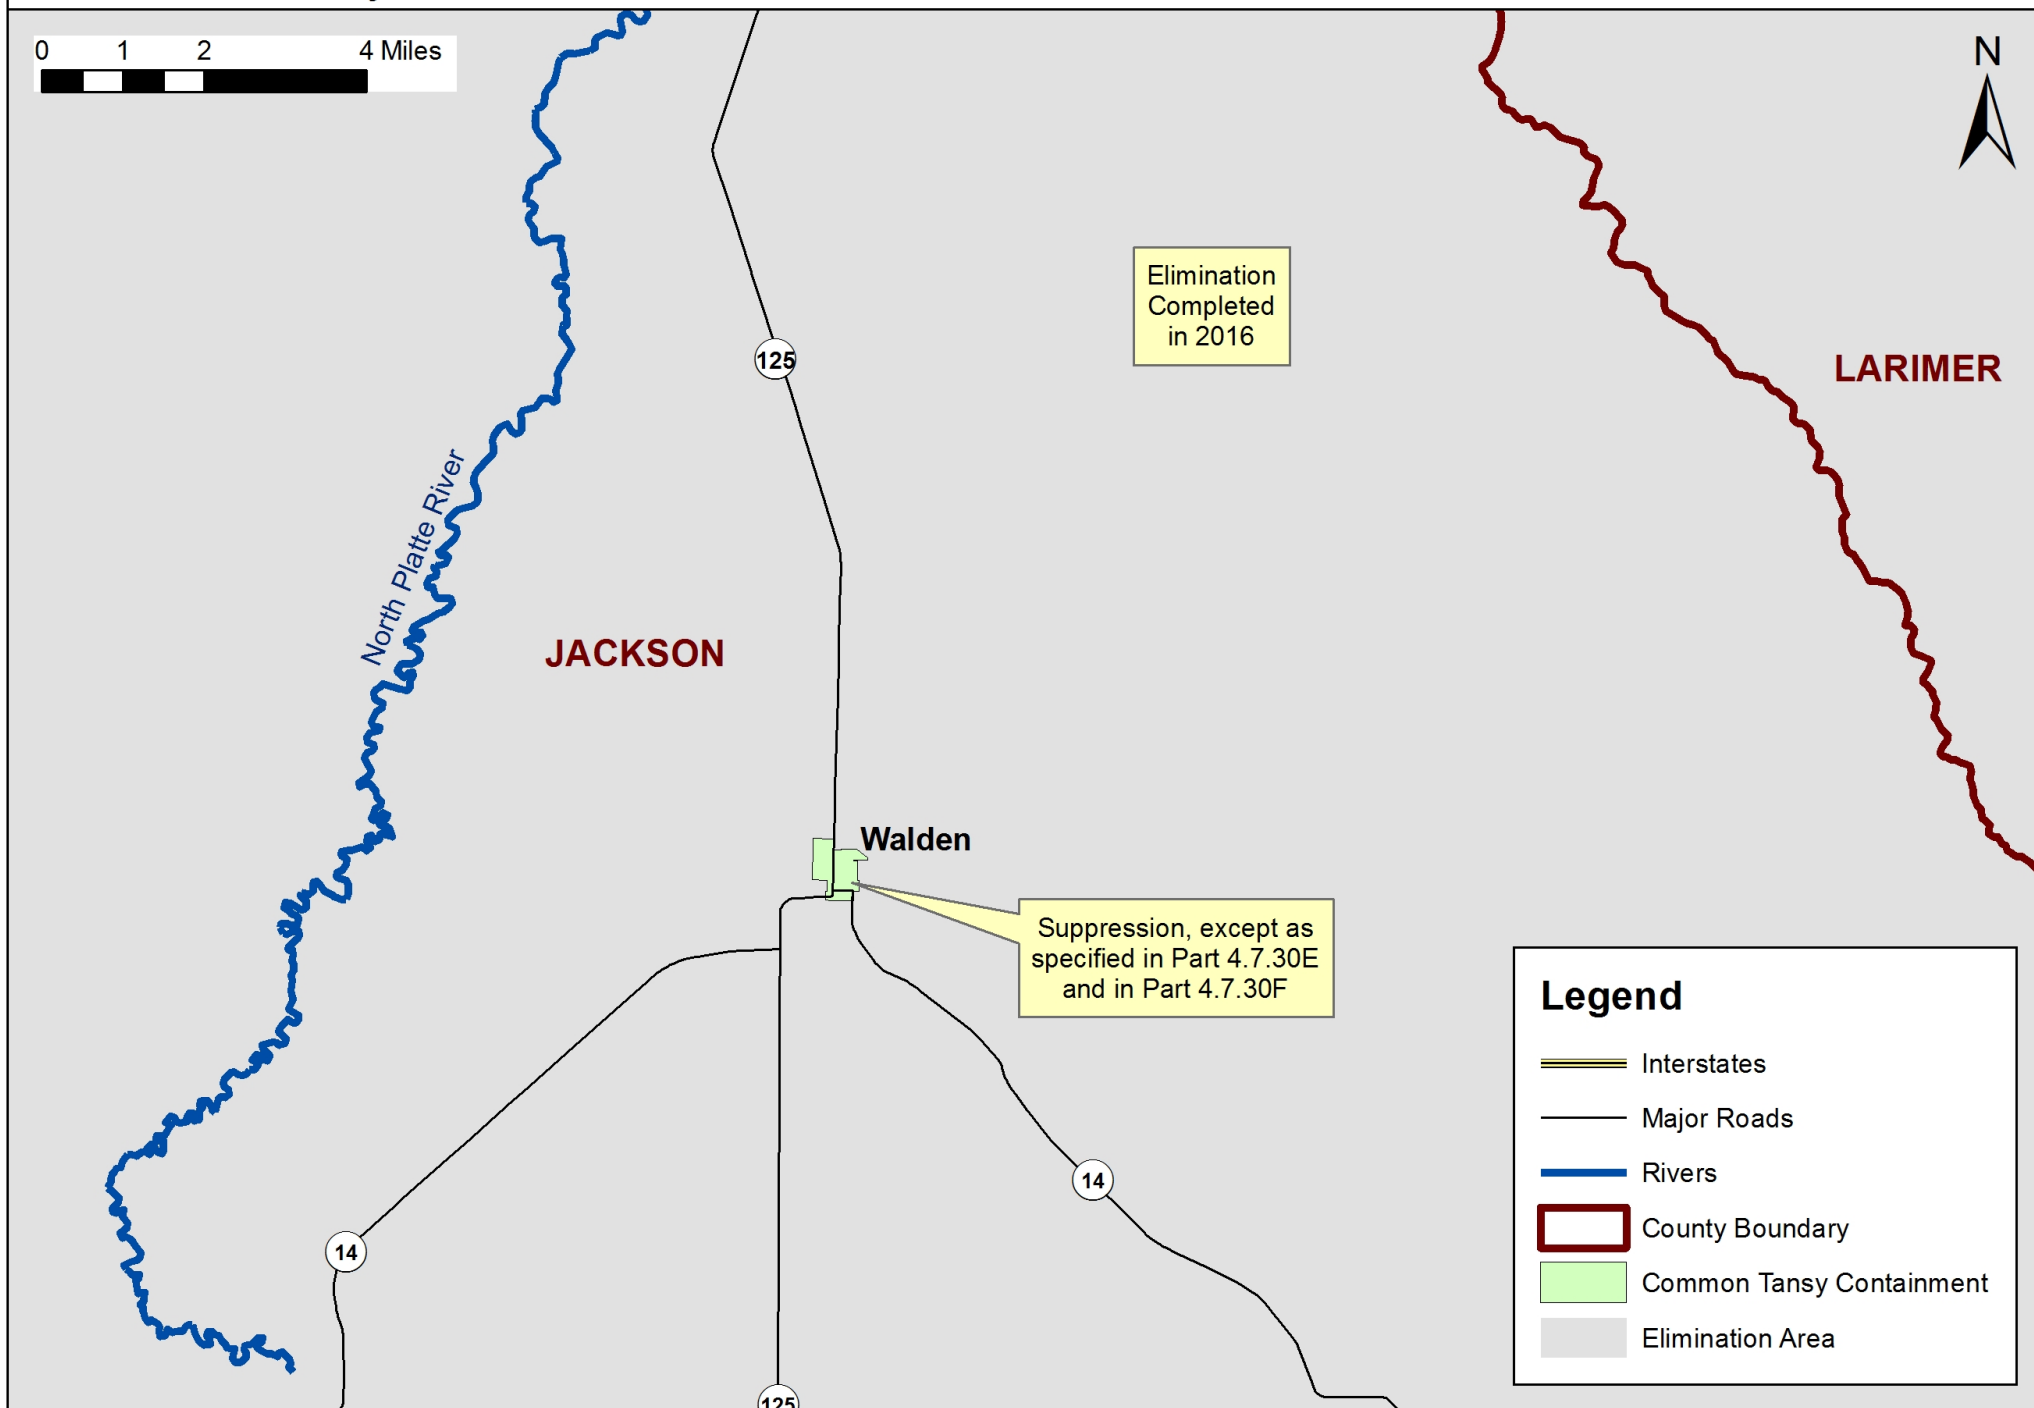 0 1 2 4 Miles
N
Elimination
Completed
in 2016
LARIMER
125
North Platte River
JACKSON
Walden
Suppression, except as
specified in Part 4.7.30E
and in Part 4.7.30F
14
14
125
Legend
Interstates
Major Roads
Rivers
County Boundary
Common Tansy Containment
Elimination Area